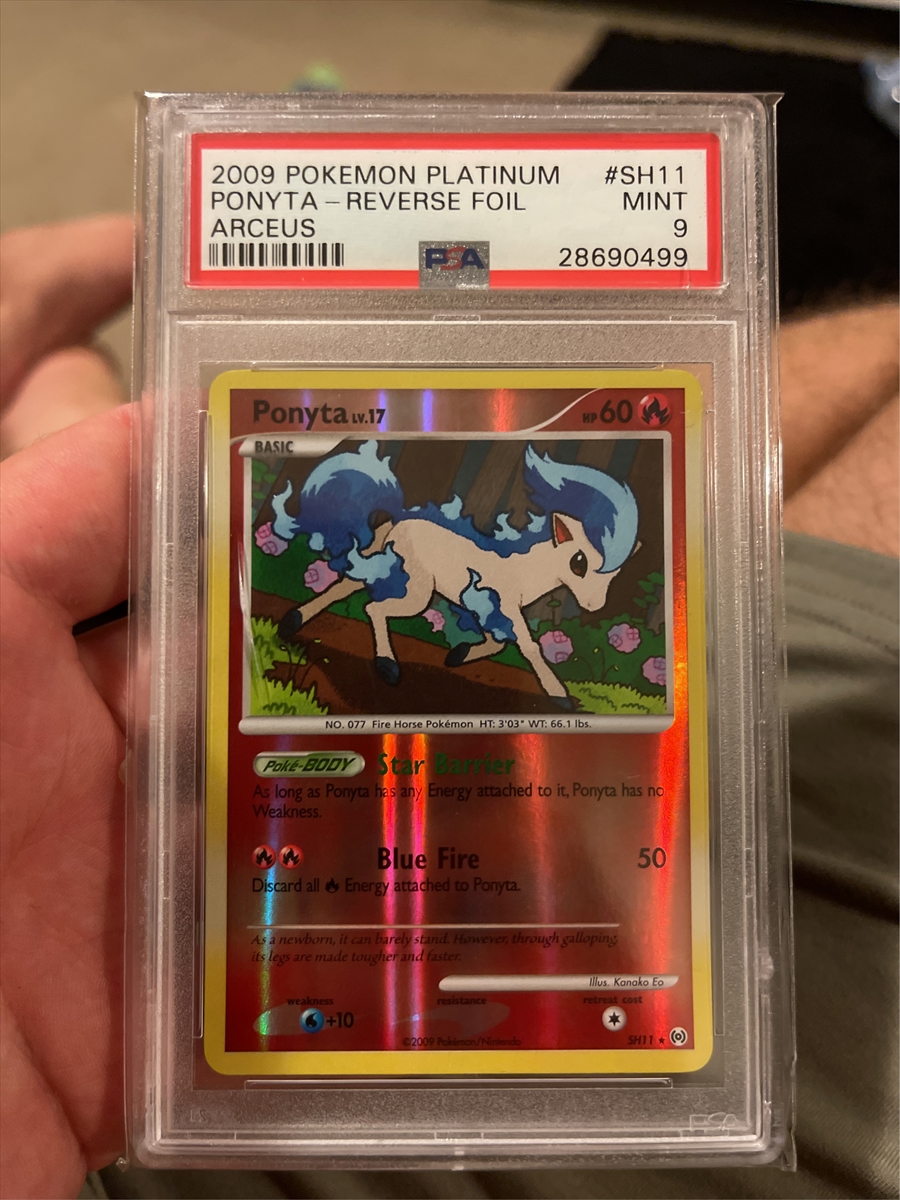 2009 POKEMON PLATINUM #SH11
PONYTA - REVERSE FOIL MINT
ARCEUS 9
PSA 28690499
Ponyta LV.17 HP 60
BASIC
NO. 077 Fire Horse Pokémon HT: 3'03" WT: 66.1 lbs.
Poké-BODY Star Barrier
As long as Ponyta has any Energy attached to it, Ponyta has no
Weakness.
Blue Fire 50
Discard all Energy attached to Ponyta.
As a newborn, it can barely stand. However, through galloping,
its legs are made tougher and faster.
Illus. Kanako Eo
weakness resistance retreat cost
+10
©2009 Pokémon/Nintendo SH11
PSA